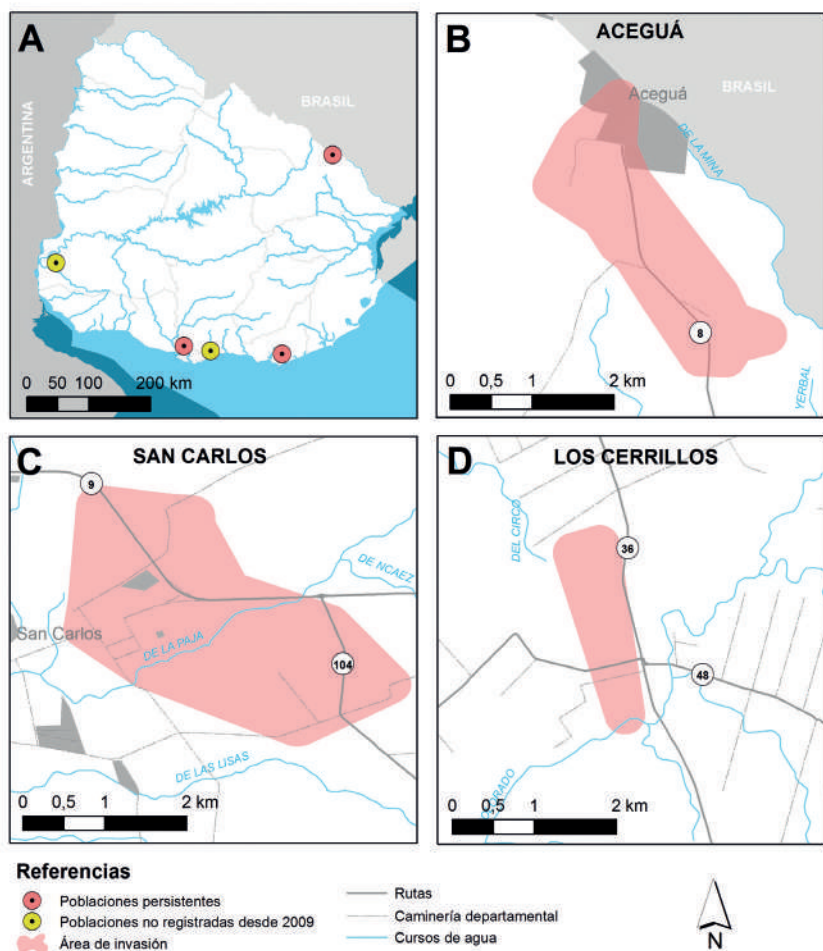 A
BRASIL
ARGENTINA
0 50 100 200 km
B
ACEGUÁ
Aceguá
BRASIL
DE LA MINA
8
YERBAL
0 0,5 1 2 km
C
SAN CARLOS
9
DE NCAEZ
San Carlos
DE LA PAJA
104
DE LAS LISAS
0 0,5 1 2 km
D
LOS CERRILLOS
DEL CIRCO
36
48
OLORADO
0 0,5 1 2 km
Referencias
Poblaciones persistentes
Poblaciones no registradas desde 2009
Área de invasión
Rutas
Caminería departamental
Cursos de agua
N